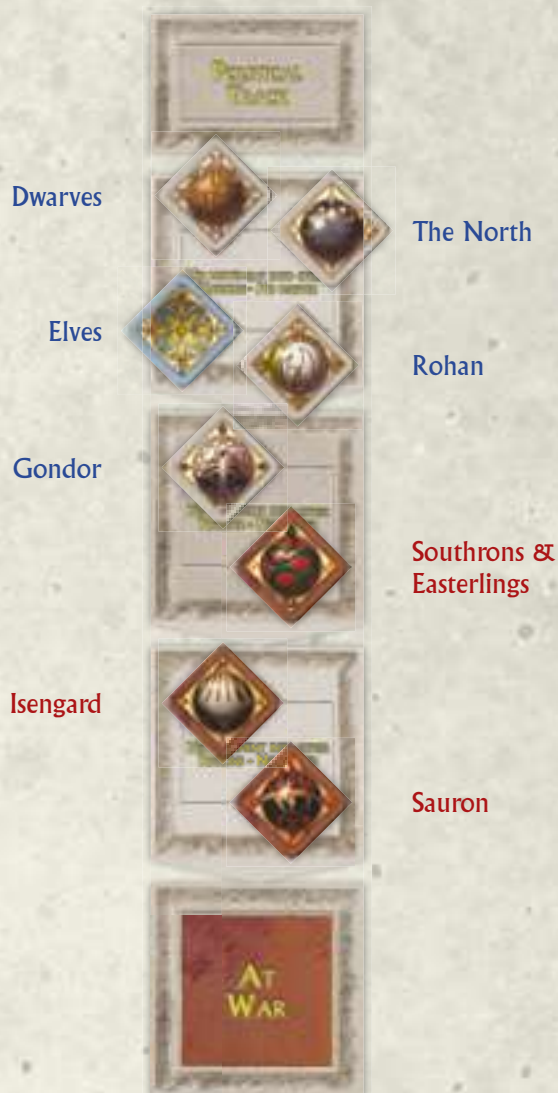 Political
Track
Dwarves
The North
Elves
Rohan
Gondor
Southrons &
Easterlings
Isengard
Sauron
At
War